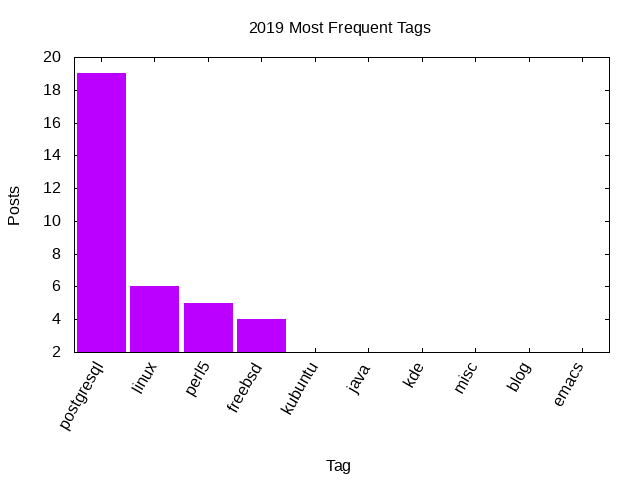 2019 Most Frequent Tags
20
18
16
14
12
10
8
6
4
2
Posts
postgresql
linux
perl5
freebsd
kubuntu
java
kde
misc
blog
emacs
Tag